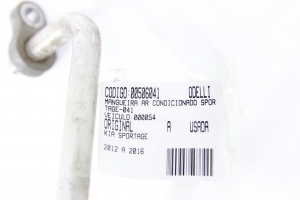 CODIGO:00506041 ODELLI
MANGUEIRA AR CONDICIONADO SPOR
TAGE-041
VEICULO:000054
ORIGINAL A USADA
KIA SPORTAGE
2012 A 2016